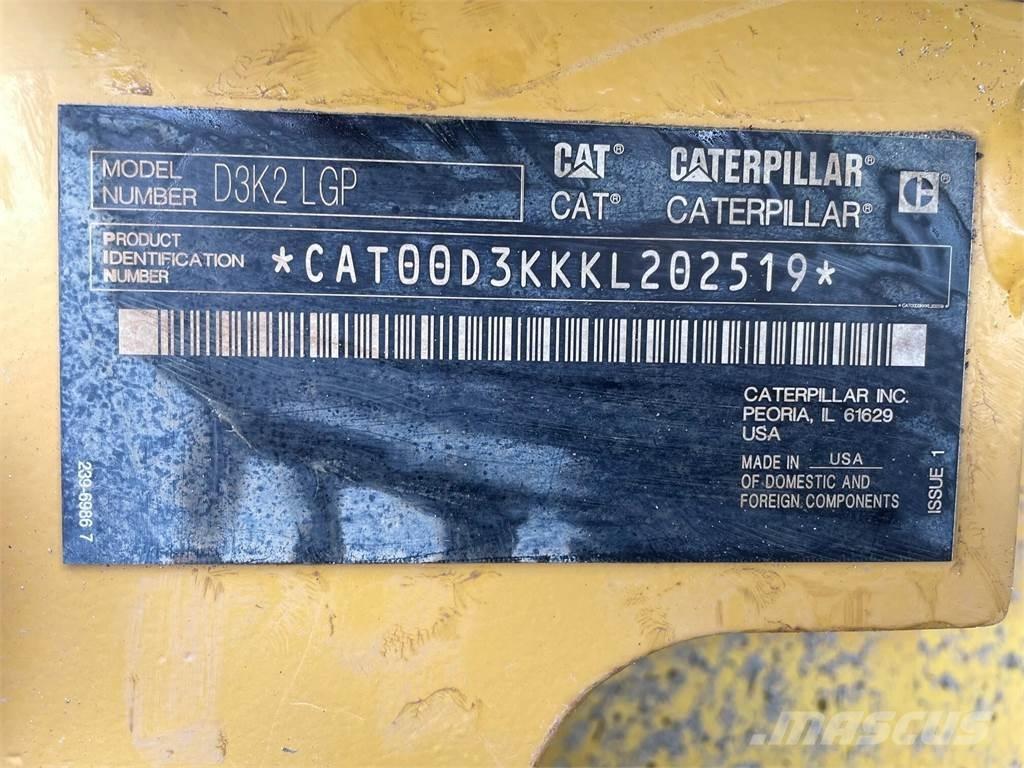 MODEL NUMBER D3K2 LGP
CAT® CATERPILLAR®
CAT® CATERPILLAR®
PRODUCT
IDENTIFICATION
NUMBER
*CAT00D3KKKL202519*
CATERPILLAR INC.
PEORIA, IL 61629
USA
MADE IN USA
OF DOMESTIC AND
FOREIGN COMPONENTS
239-6986 7
ISSUE 1
MASCUS